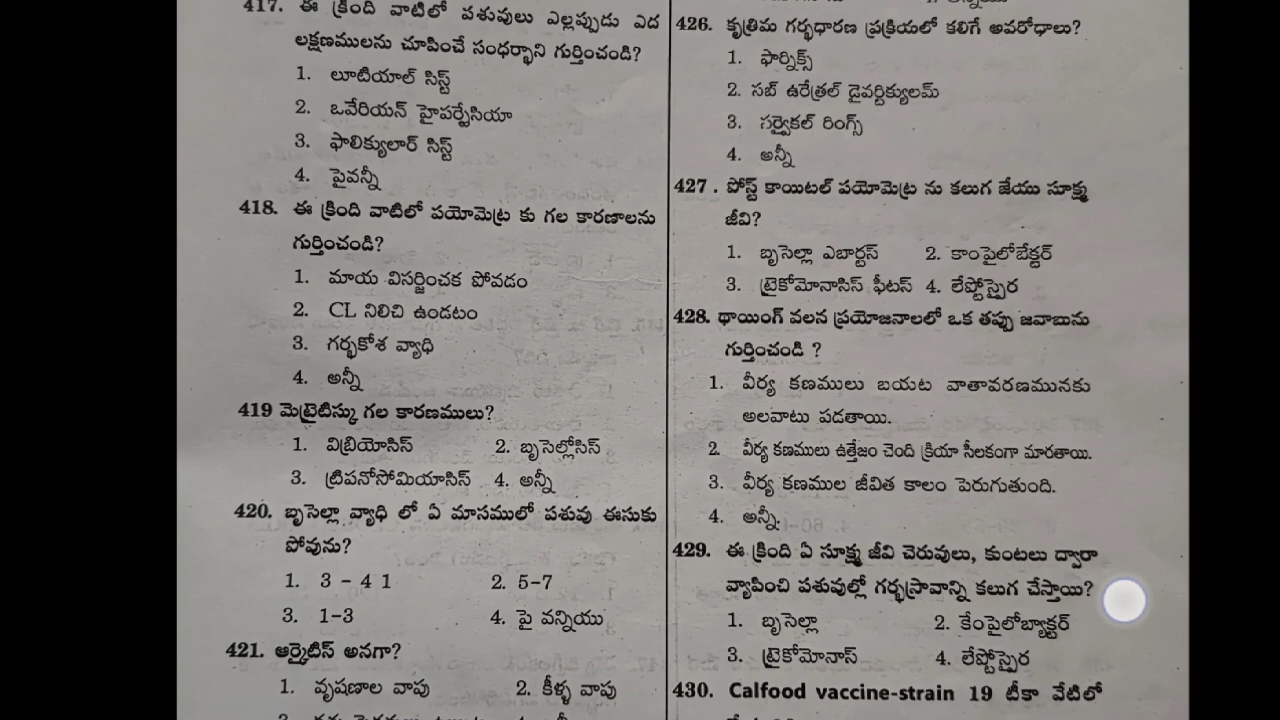 417. ఈ క్రింది వాటిలో పశువులు ఎల్లప్పుడు ఎద
లక్షణములను చూపించే సంధర్భాని గుర్తించండి?
1. లూటియాల్ సిస్ట్
2. ఒవేరియన్ హైపర్ప్లేసియా
3. ఫాలిక్యులార్ సిస్ట్
4. పైవన్నీ
418. ఈ క్రింది వాటిలో పయోమెట్ర కు గల కారణాలను
గుర్తించండి?
1. మాయ విసర్జించక పోవడం
2. CL నిలిచి ఉండటం
3. గర్భకోశ వ్యాధి
4. అన్నీ
419 మెట్రైటిస్కు గల కారణములు?
1. విబ్రియోసిస్ 2. బృసెల్లోసిస్
3. ట్రిపనోసోమియాసిస్ 4. అన్నీ
420. బృసెల్లా వ్యాధి లో ఏ మాసములో పశువు ఈసుకు
పోవును?
1. 3 - 4 1 2. 5-7
3. 1-3 4. పై వన్నియు
421. ఆర్కైటిస్ అనగా?
1. వృషణాల వాపు 2. కీళ్ళ వాపు
426. కృత్రిమ గర్భధారణ ప్రక్రియలో కలిగే అవరోధాలు?
1. ఫార్నిక్స్
2. సబ్ ఉరేత్రల్ డైవర్టిక్యులమ్
3. సర్వైకల్ రింగ్స్
4. అన్నీ
427 . పోస్ట్ కాయిటల్ పయోమెట్ర ను కలుగ జేయు సూక్ష్మ
జీవి?
1. బృసెల్లా ఎబార్టస్ 2. కాంపైలోబేక్టర్
3. ట్రైకోమోనాసిస్ ఫీటస్ 4. లేప్టోస్పైర
428. థాయింగ్ వలన ప్రయోజనాలలో ఒక తప్పు జవాబును
గుర్తించండి ?
1. వీర్య కణములు బయట వాతావరణమునకు
అలవాటు పడతాయి.
2. వీర్య కణములు ఉత్తేజం చెంది క్రియా సీలకంగా మారతాయి.
3. వీర్య కణముల జీవిత కాలం పెరుగుతుంది.
4. అన్నీ.
429. ఈ క్రింది ఏ సూక్ష్మ జీవి చెరువులు, కుంటలు ద్వారా
వ్యాపించి పశువుల్లో గర్భస్రావాన్ని కలుగ చేస్తాయి?
1. బృసెల్లా 2. కేంపైలోబ్యాక్టర్
3. ట్రైకోమోనాస్ 4. లేప్టోస్పైర
430. Calfood vaccine-strain 19 టీకా వేటిలో